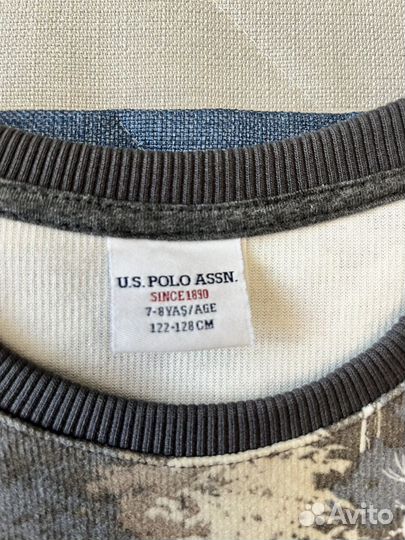 U.S. POLO ASSN.
SINCE 1890
7-8 YAŞ/AGE
122-128 CM
Avito